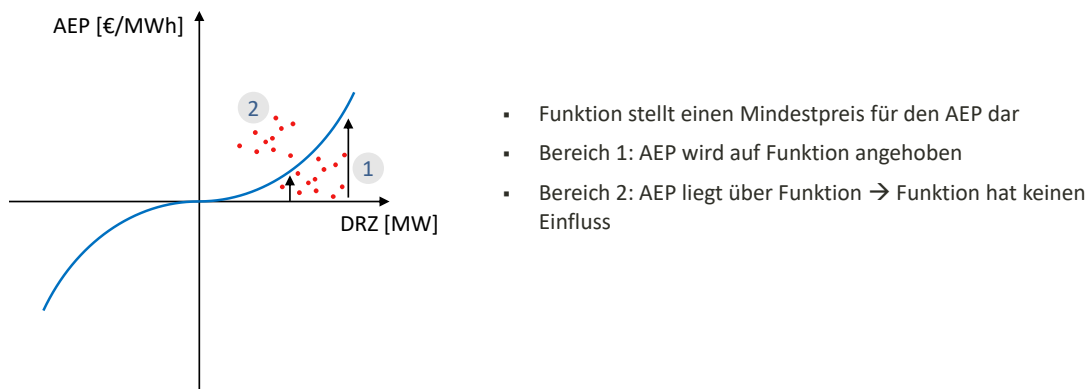 AEP [€/MWh]
2
1
DRZ [MW]
▪ Funktion stellt einen Mindestpreis für den AEP dar
▪ Bereich 1: AEP wird auf Funktion angehoben
▪ Bereich 2: AEP liegt über Funktion → Funktion hat keinen
Einfluss